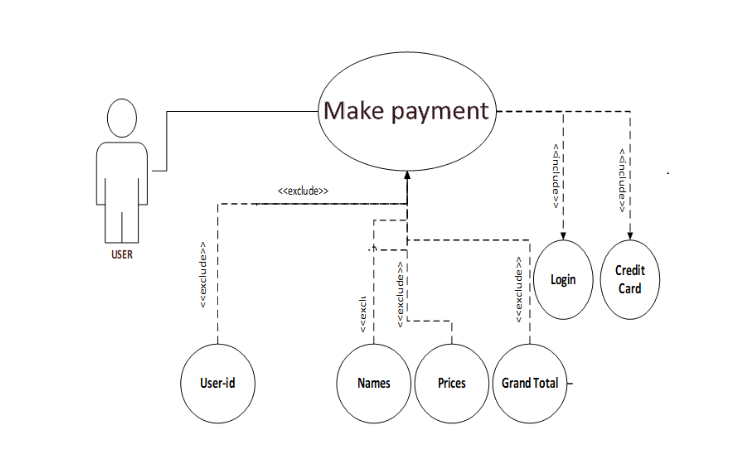 Make payment
<<include>>
<<include>>
<<exclude>>
USER
<<exclude>>
<<excl
<<exclude>>
<<exclude>>
Login
Credit
Card
User-id
Names
Prices
Grand Total